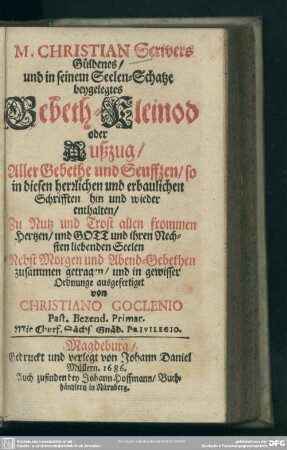 M. CHRISTIAN Scrivers
Güldenes/
und in seinem Seelen-Schatze
beygelegtes
Gebeth-Kleinod
oder
Außzug/
Aller Gebethe und Seuffzen/ so
in diesen herrlichen und erbaulichen
Schrifften hin und wieder
enthalten/
Zu Nutz und Trost allen frommen
Hertzen/ und GOTT und ihren Nech-
sten liebenden Seelen
Nebst Morgen und Abend-Gebethen
zusammen getragen/ und in gewisser
Ordnunge ausgefertiget
von
CHRISTIANO GOCLENIO
Past. Bezend. Primar.
Mit Churf. Sächs. Gnäd. PRIVILEGIO.
Magdeburg/
Gedruckt und verlegt von Johann Daniel
Müllern. 1686.
Auch zufinden bey Johann Hoffmann/ Buch-
händlern in Nürnberg.
DFG